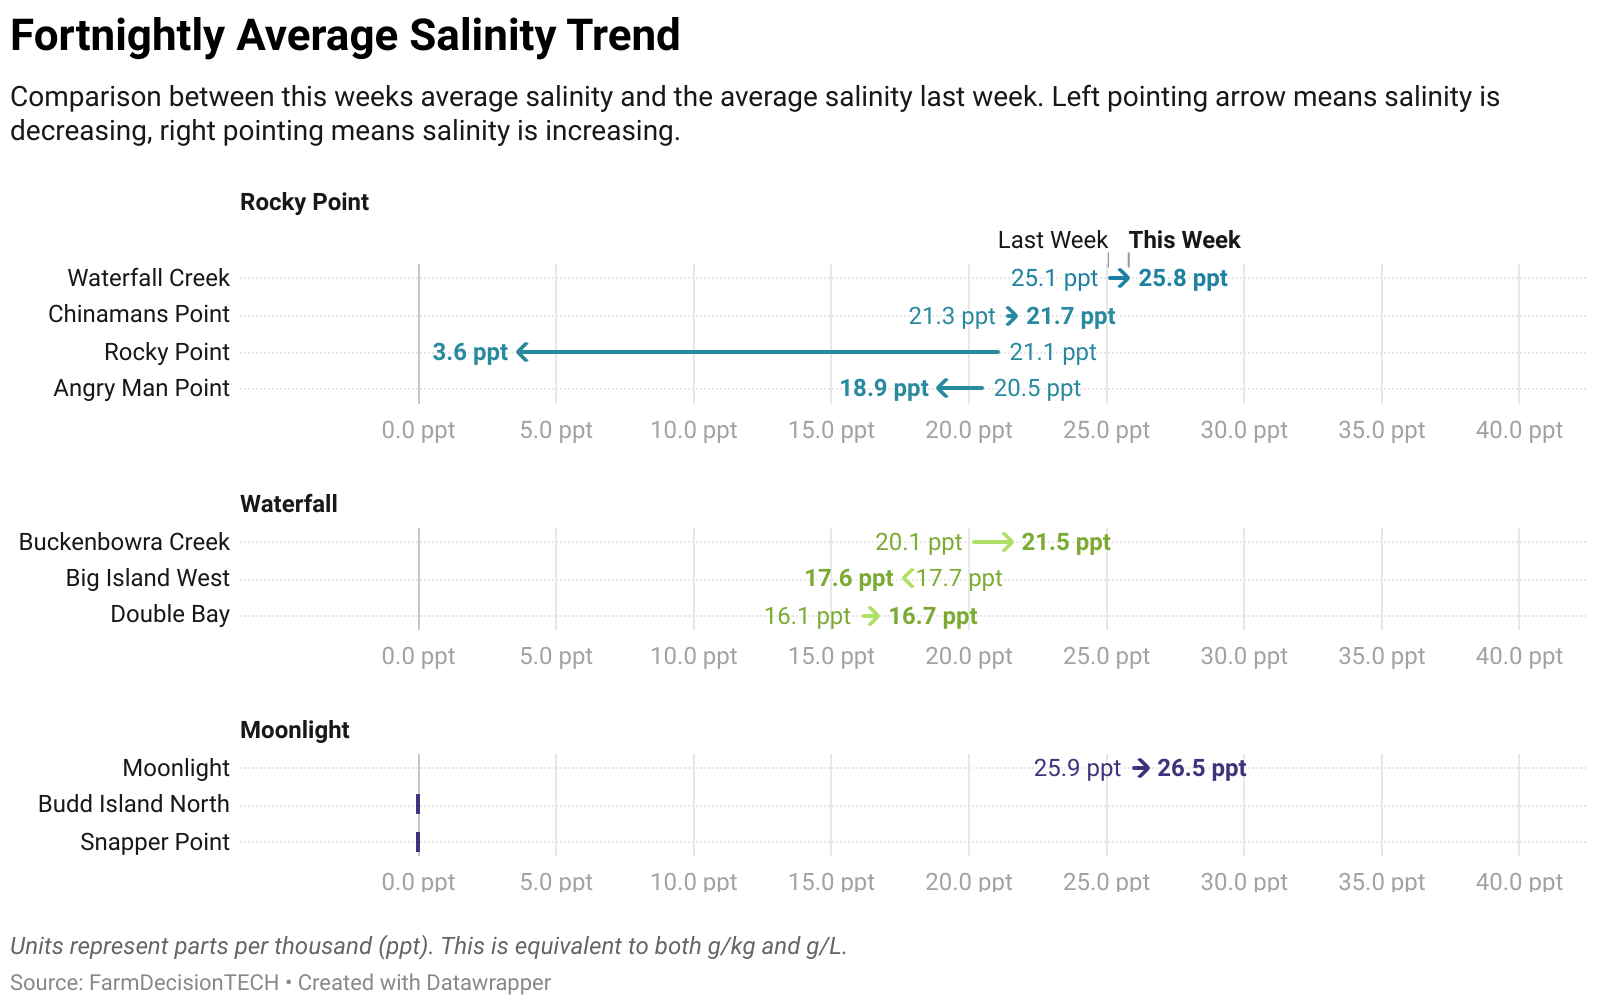 Fortnightly Average Salinity Trend
Comparison between this weeks average salinity and the average salinity last week. Left pointing arrow means salinity is
decreasing, right pointing means salinity is increasing.
Rocky Point
Last Week This Week
Waterfall Creek 25.1 ppt 25.8 ppt
Chinamans Point 21.3 ppt 21.7 ppt
Rocky Point 3.6 ppt 21.1 ppt
Angry Man Point 18.9 ppt 20.5 ppt
0.0 ppt 5.0 ppt 10.0 ppt 15.0 ppt 20.0 ppt 25.0 ppt 30.0 ppt 35.0 ppt 40.0 ppt
Waterfall
Buckenbowra Creek 20.1 ppt 21.5 ppt
Big Island West 17.6 ppt 17.7 ppt
Double Bay 16.1 ppt 16.7 ppt
0.0 ppt 5.0 ppt 10.0 ppt 15.0 ppt 20.0 ppt 25.0 ppt 30.0 ppt 35.0 ppt 40.0 ppt
Moonlight
Moonlight 25.9 ppt 26.5 ppt
Budd Island North
Snapper Point
0.0 ppt 5.0 ppt 10.0 ppt 15.0 ppt 20.0 ppt 25.0 ppt 30.0 ppt 35.0 ppt 40.0 ppt
Units represent parts per thousand (ppt). This is equivalent to both g/kg and g/L.
Source: FarmDecisionTECH • Created with Datawrapper